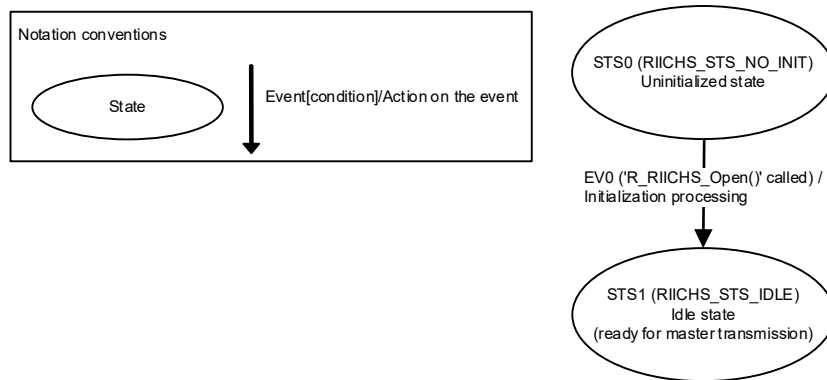 Notation conventions
State
Event[condition]/Action on the event
STS0 (RIICHS_STS_NO_INIT)
Uninitialized state
EV0 ('R_RIICHS_Open()' called) /
Initialization processing
STS1 (RIICHS_STS_IDLE)
Idle state
(ready for master transmission)